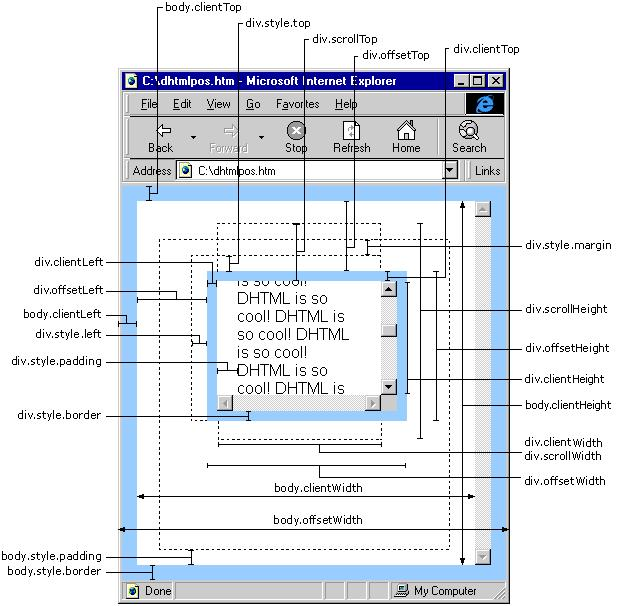 body.clientTop
div.style.top
div.scrollTop
div.offsetTop
div.clientTop
C:\dhtmlpos.htm - Microsoft Internet Explorer
File Edit View Go Favorites Help
Back Forward Stop Refresh Home Search
Address C:\dhtmlpos.htm Links
div.style.margin
div.clientLeft
div.offsetLeft
body.clientLeft
div.style.left
div.style.padding
div.style.border
is so cool!
DHTML is so
cool! DHTML is
so cool! DHTML
is so cool!
DHTML is so
cool! DHTML is
div.scrollHeight
div.offsetHeight
div.clientHeight
body.clientHeight
div.clientWidth
div.scrollWidth
div.offsetWidth
body.clientWidth
body.offsetWidth
body.style.padding
body.style.border
Done My Computer